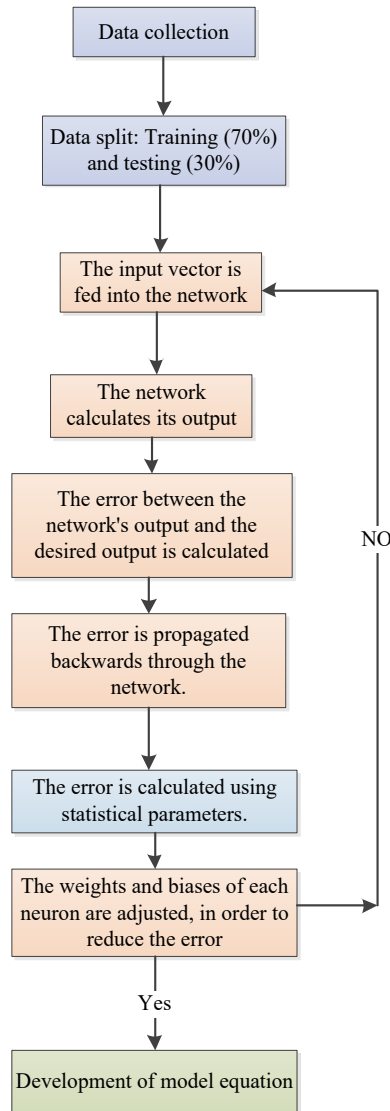 Data collection
Data split: Training (70%)
and testing (30%)
The input vector is
fed into the network
The network
calculates its output
The error between the
network's output and the
desired output is calculated
NO
The error is propagated
backwards through the
network.
The error is calculated using
statistical parameters.
The weights and biases of each
neuron are adjusted, in order to
reduce the error
Yes
Development of model equation